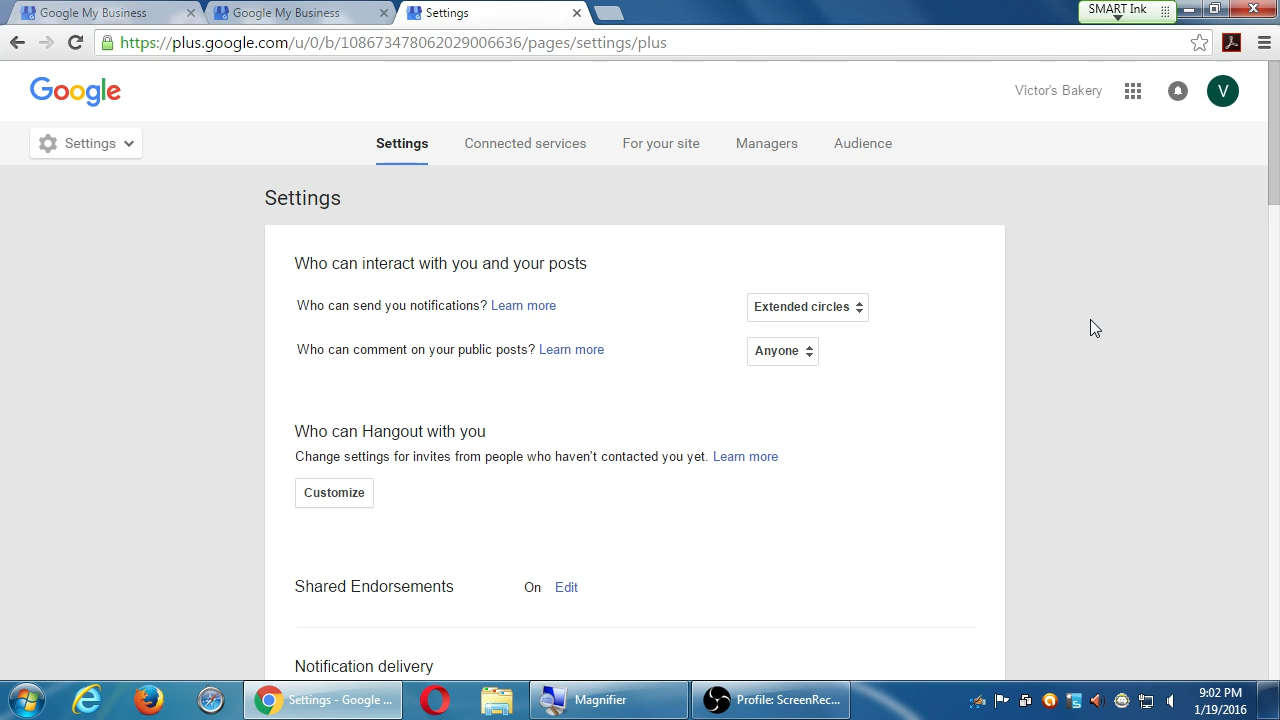 Google My Business
Google My Business
Settings
SMART Ink
https://plus.google.com/u/0/b/108673478062029006636/pages/settings/plus
Google
Victor's Bakery
V
Settings
Settings
Connected services
For your site
Managers
Audience
Settings
Who can interact with you and your posts
Who can send you notifications? Learn more
Extended circles
Who can comment on your public posts? Learn more
Anyone
Who can Hangout with you
Change settings for invites from people who haven't contacted you yet. Learn more
Customize
Shared Endorsements
On
Edit
Notification delivery
Settings - Google ...
Magnifier
Profile: ScreenRec...
9:02 PM
1/19/2016